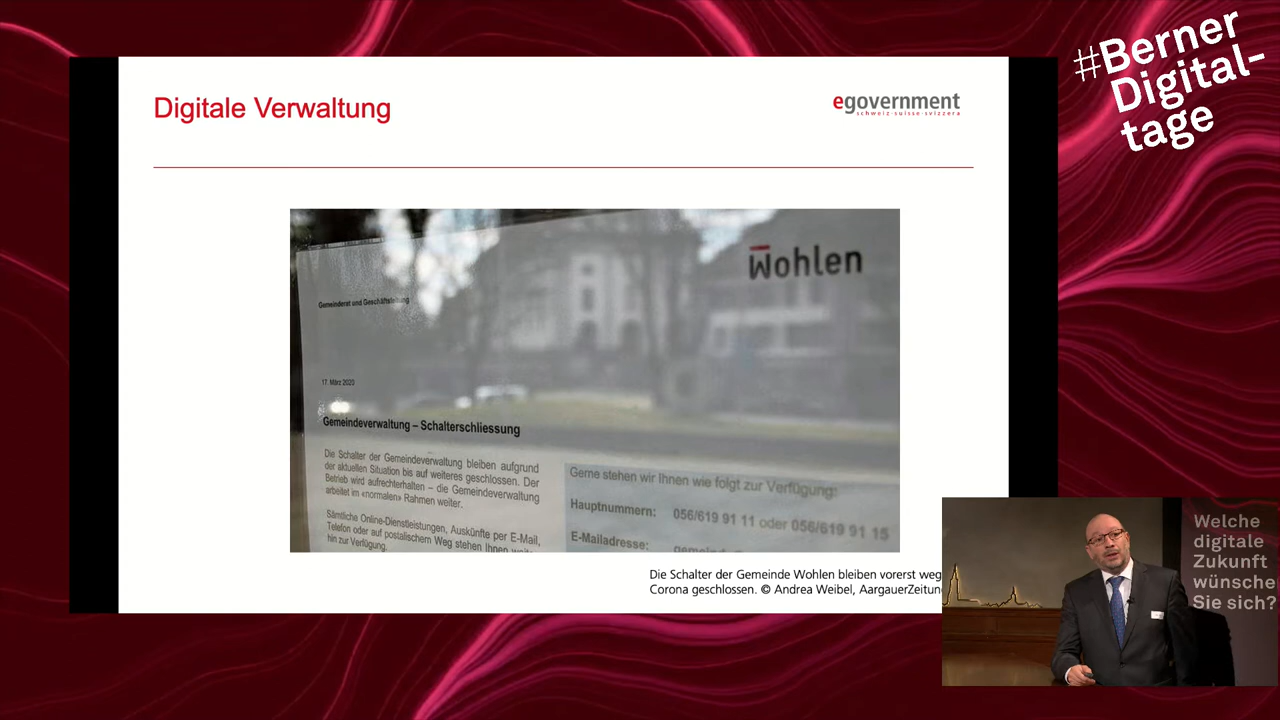 #Berner
Digital-
tage
Digitale Verwaltung
egovernment
schweiz·suisse·svizzera
Wohlen
Gemeinderat und Geschäftsleitung
17. März 2020
Gemeindeverwaltung – Schalterschliessung
Die Schalter der Gemeindeverwaltung bleiben aufgrund
der aktuellen Situation bis auf weiteres geschlossen. Der
Betrieb wird aufrechterhalten – die Gemeindeverwaltung
arbeitet im «normalen» Rahmen weiter.
Sämtliche Online-Dienstleistungen, Auskünfte per E-Mail,
Telefon oder auf postalischem Weg stehen Ihnen
hin zur Verfügung.
Gerne stehen wir Ihnen wie folgt zur Verfügung:
Hauptnummern: 056/619 91 11 oder 056/619 91 15
E-Mailadresse:
Die Schalter der Gemeinde Wohlen bleiben vorerst weg
Corona geschlossen. © Andrea Weibel, AargauerZeitun
Welche
digitale
Zukunft
wünsche
Sie sich?